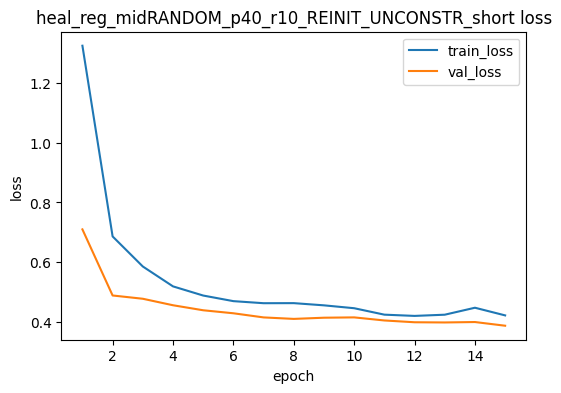 heal_reg_midRANDOM_p40_r10_REINIT_UNCONSTR_short loss
train_loss
val_loss
1.2
1.0
0.8
0.6
0.4
loss
2 4 6 8 10 12 14
epoch